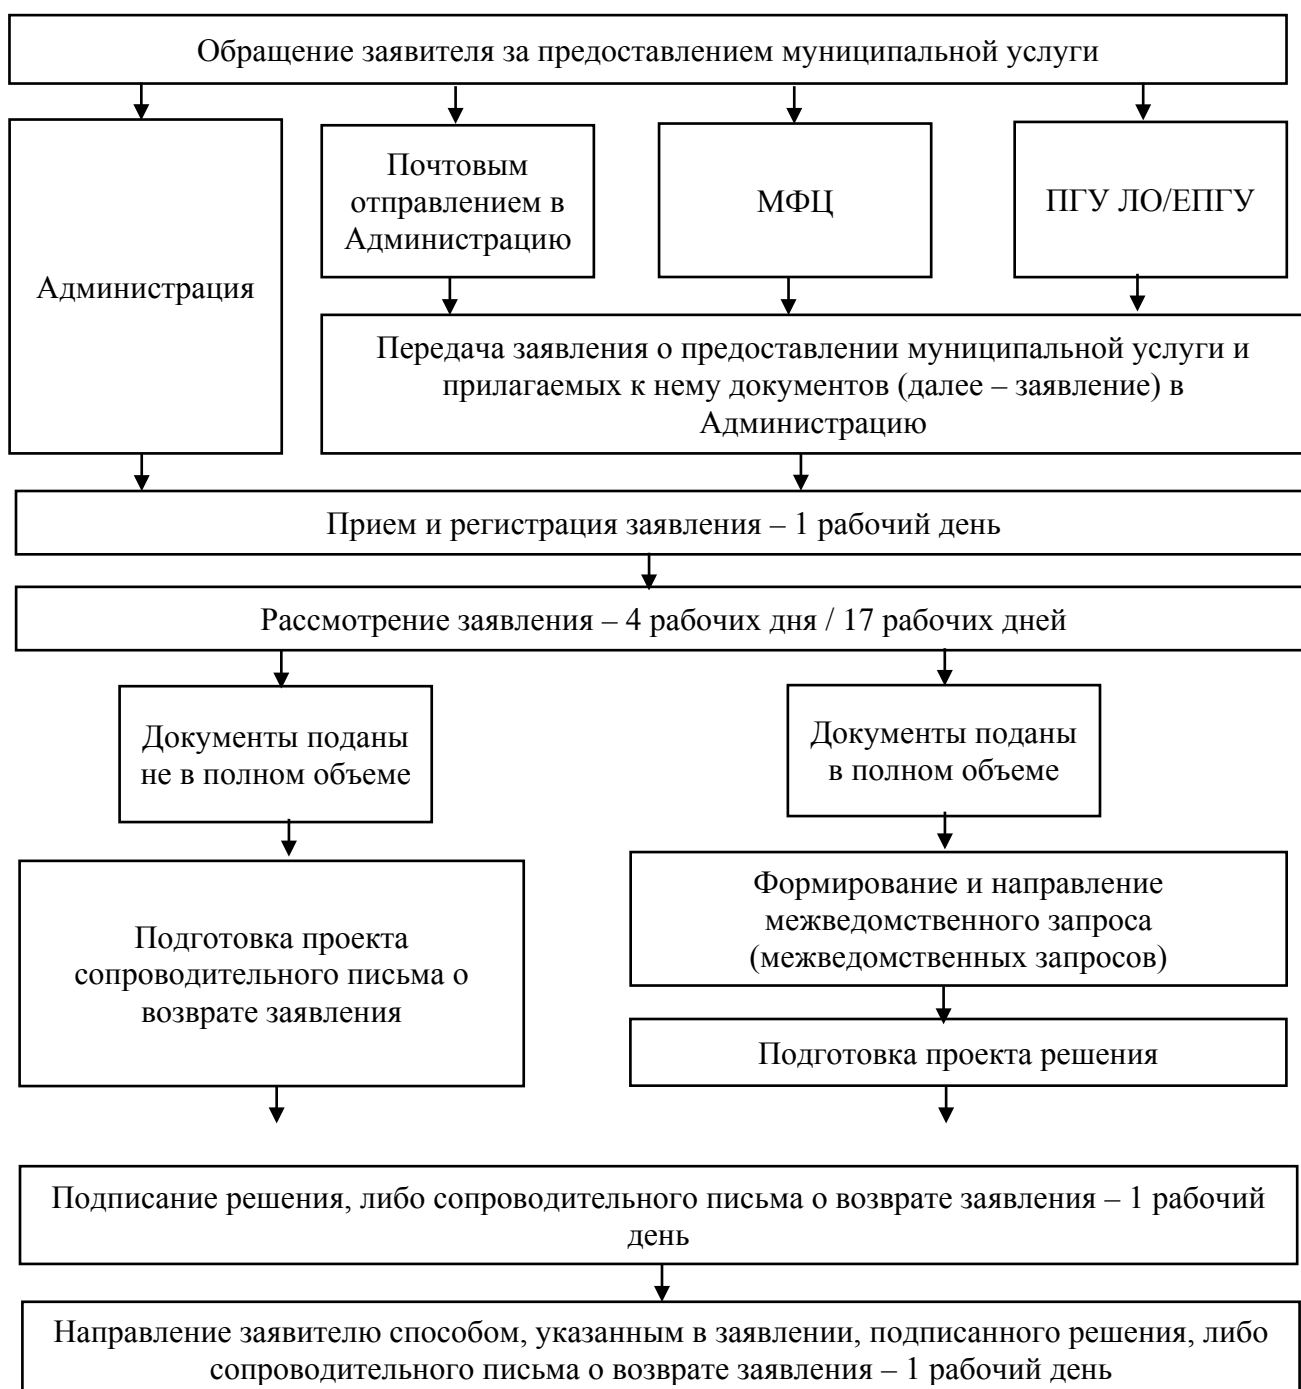 Обращение заявителя за предоставлением муниципальной услуги
Администрация
Почтовым
отправлением в
Администрацию
МФЦ
ПГУ ЛО/ЕПГУ
Передача заявления о предоставлении муниципальной услуги и
прилагаемых к нему документов (далее – заявление) в
Администрацию
Прием и регистрация заявления – 1 рабочий день
Рассмотрение заявления – 4 рабочих дня / 17 рабочих дней
Документы поданы
не в полном объеме
Документы поданы
в полном объеме
Подготовка проекта
сопроводительного письма о
возврате заявления
Формирование и направление
межведомственного запроса
(межведомственных запросов)
Подготовка проекта решения
Подписание решения, либо сопроводительного письма о возврате заявления – 1 рабочий
день
Направление заявителю способом, указанным в заявлении, подписанного решения, либо
сопроводительного письма о возврате заявления – 1 рабочий день